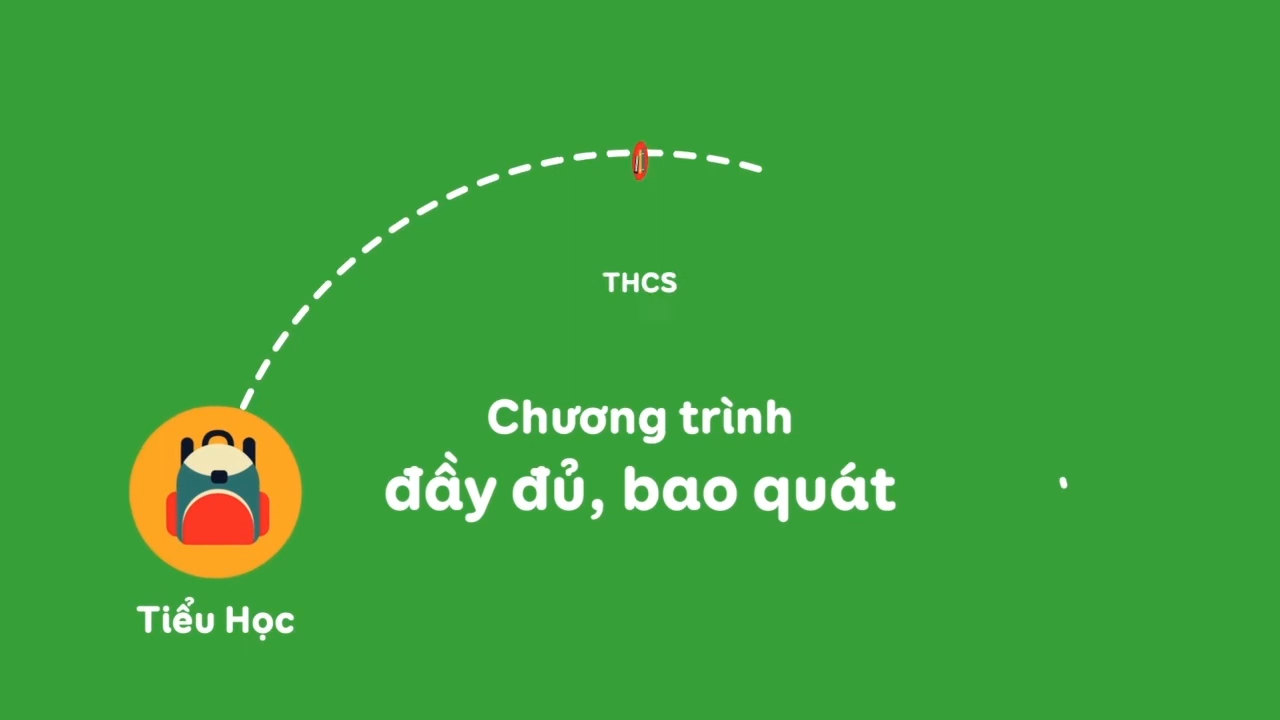 THCS
Chương trình
đầy đủ, bao quát
Tiểu Học